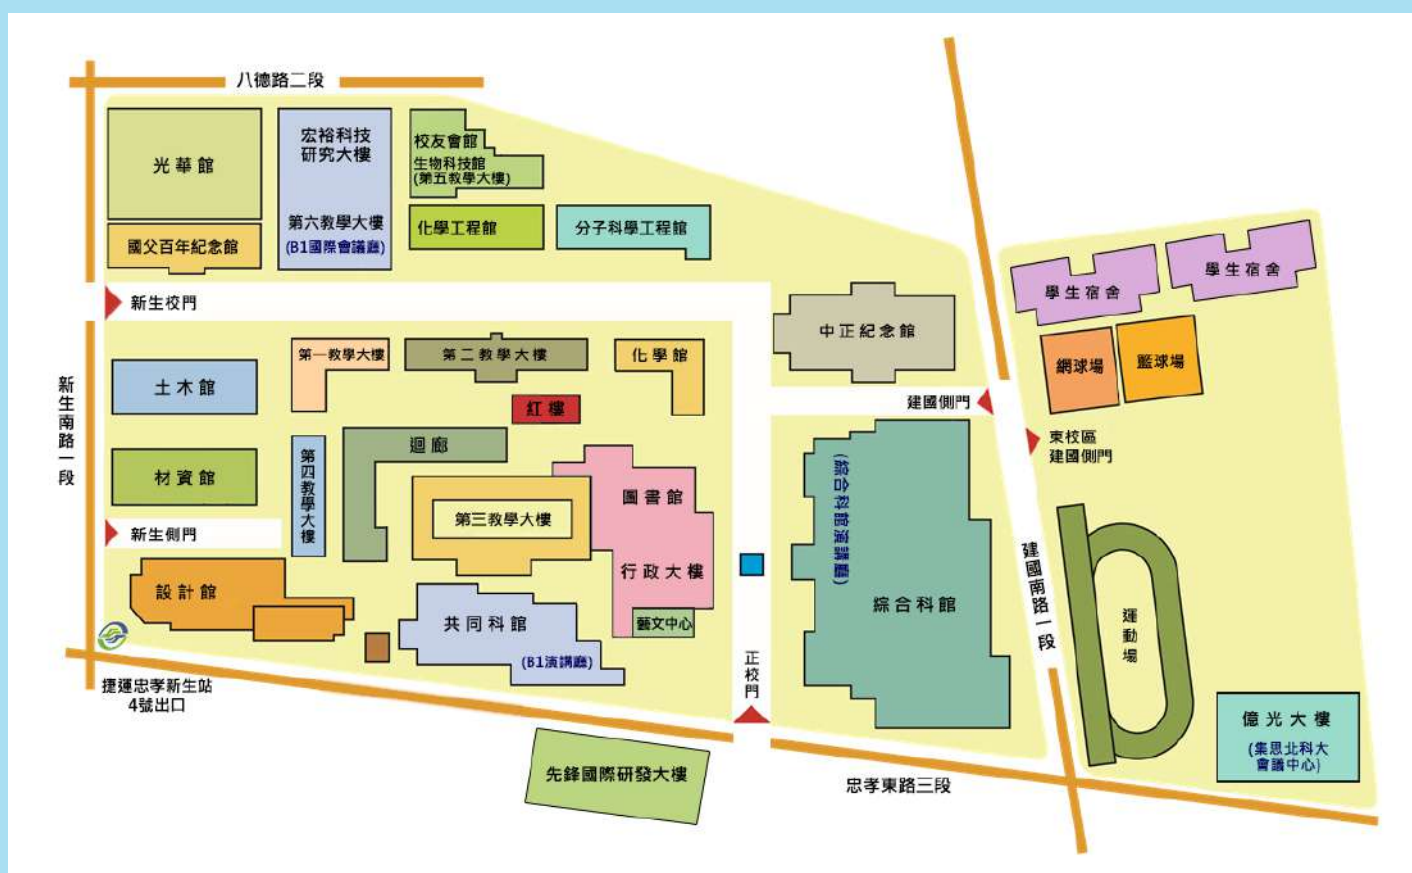 八德路二段
光華館
國父百年紀念館
宏裕科技
研究大樓
第六教學大樓
(B1國際會議廳)
校友會館
生物科技館
(第五教學大樓)
化學工程館
分子科學工程館
新生校門
新生南路一段
土木館
第一教學大樓
第二教學大樓
化學館
紅樓
中正紀念館
建國側門
學生宿舍
學生宿舍
網球場
籃球場
東校區
建國側門
材資館
新生側門
第四教學大樓
迴廊
第三教學大樓
圖書館
行政大樓
藝文中心
設計館
共同科館
(B1演講廳)
正校門
(綜合科館演講廳)
綜合科館
建國南路一段
運動場
億光大樓
(集思北科大
會議中心)
捷運忠孝新生站
4號出口
先鋒國際研發大樓
忠孝東路三段